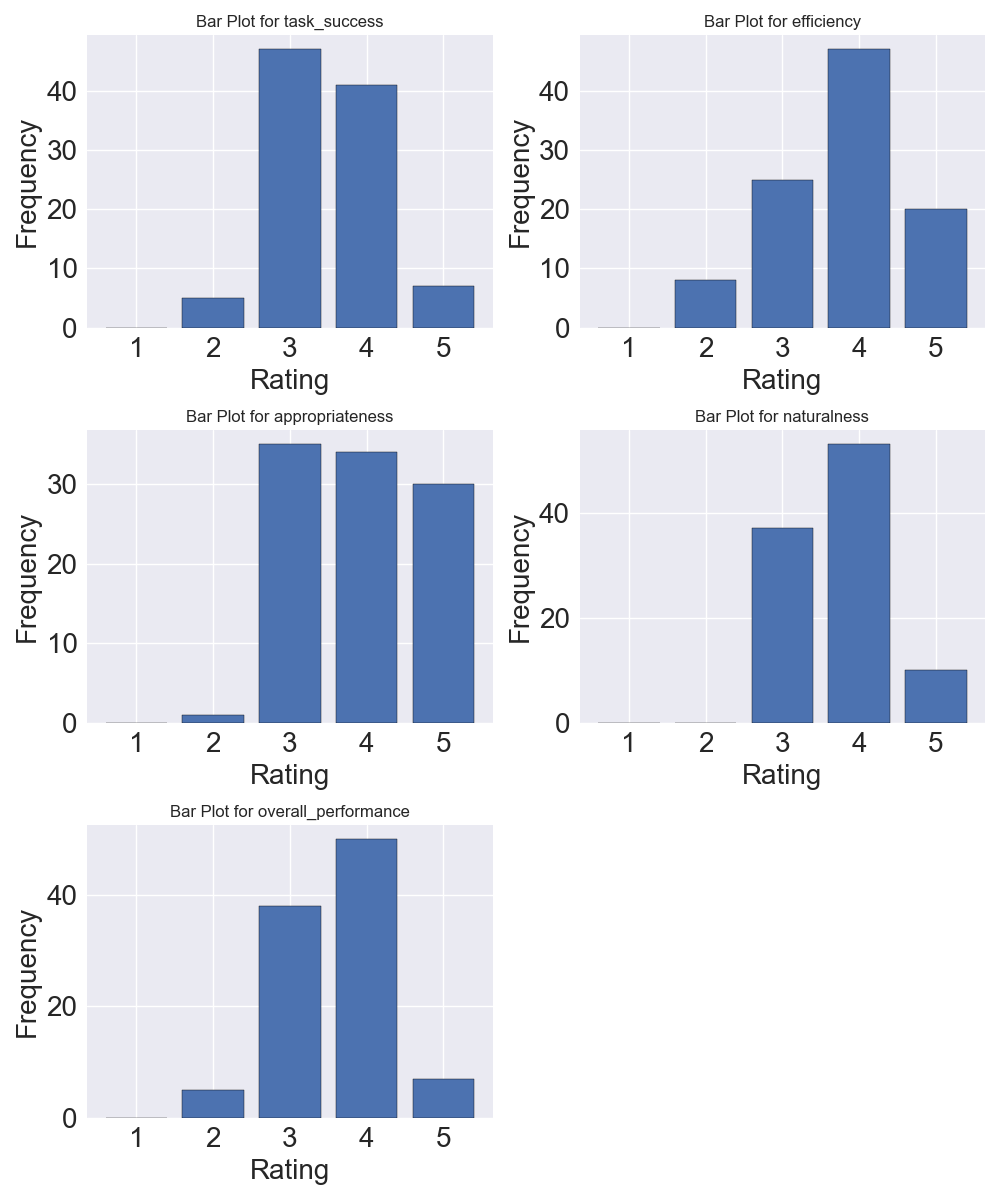 Bar Plot for task_success
Frequency
40
30
20
10
0
1 2 3 4 5
Rating
Bar Plot for efficiency
Frequency
40
30
20
10
0
1 2 3 4 5
Rating
Bar Plot for appropriateness
Frequency
30
20
10
0
1 2 3 4 5
Rating
Bar Plot for naturalness
Frequency
40
20
0
1 2 3 4 5
Rating
Bar Plot for overall_performance
Frequency
40
20
0
1 2 3 4 5
Rating